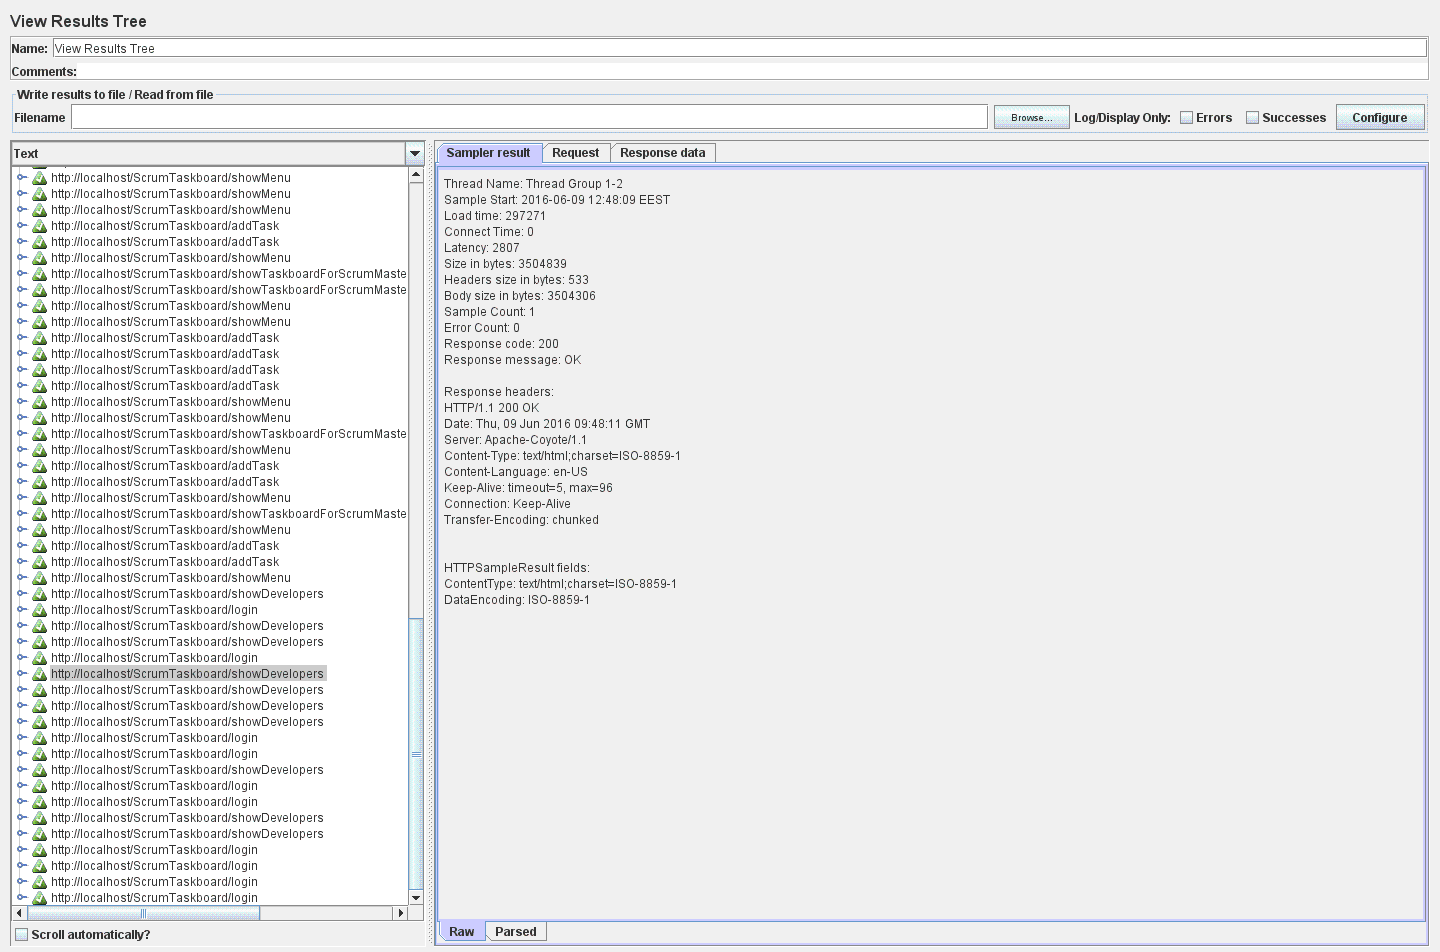 View Results Tree
Name: View Results Tree
Comments:
Write results to file / Read from file
Filename Browse... Log/Display Only: Errors Successes Configure
Text
http://localhost/ScrumTaskboard/showMenu
http://localhost/ScrumTaskboard/showMenu
http://localhost/ScrumTaskboard/showMenu
http://localhost/ScrumTaskboard/addTask
http://localhost/ScrumTaskboard/addTask
http://localhost/ScrumTaskboard/showMenu
http://localhost/ScrumTaskboard/showTaskboardForScrumMaste
http://localhost/ScrumTaskboard/showTaskboardForScrumMaste
http://localhost/ScrumTaskboard/showMenu
http://localhost/ScrumTaskboard/showMenu
http://localhost/ScrumTaskboard/addTask
http://localhost/ScrumTaskboard/addTask
http://localhost/ScrumTaskboard/addTask
http://localhost/ScrumTaskboard/addTask
http://localhost/ScrumTaskboard/showMenu
http://localhost/ScrumTaskboard/showMenu
http://localhost/ScrumTaskboard/showTaskboardForScrumMaste
http://localhost/ScrumTaskboard/showMenu
http://localhost/ScrumTaskboard/addTask
http://localhost/ScrumTaskboard/addTask
http://localhost/ScrumTaskboard/showMenu
http://localhost/ScrumTaskboard/showTaskboardForScrumMaste
http://localhost/ScrumTaskboard/showMenu
http://localhost/ScrumTaskboard/addTask
http://localhost/ScrumTaskboard/addTask
http://localhost/ScrumTaskboard/showMenu
http://localhost/ScrumTaskboard/showDevelopers
http://localhost/ScrumTaskboard/login
http://localhost/ScrumTaskboard/showDevelopers
http://localhost/ScrumTaskboard/showDevelopers
http://localhost/ScrumTaskboard/login
http://localhost/ScrumTaskboard/showDevelopers
http://localhost/ScrumTaskboard/showDevelopers
http://localhost/ScrumTaskboard/showDevelopers
http://localhost/ScrumTaskboard/showDevelopers
http://localhost/ScrumTaskboard/login
http://localhost/ScrumTaskboard/login
http://localhost/ScrumTaskboard/showDevelopers
http://localhost/ScrumTaskboard/login
http://localhost/ScrumTaskboard/login
http://localhost/ScrumTaskboard/showDevelopers
http://localhost/ScrumTaskboard/showDevelopers
http://localhost/ScrumTaskboard/login
http://localhost/ScrumTaskboard/login
http://localhost/ScrumTaskboard/login
http://localhost/ScrumTaskboard/login
Scroll automatically?
Sampler result Request Response data
Thread Name: Thread Group 1-2
Sample Start: 2016-06-09 12:48:09 EEST
Load time: 297271
Connect Time: 0
Latency: 2807
Size in bytes: 3504839
Headers size in bytes: 533
Body size in bytes: 3504306
Sample Count: 1
Error Count: 0
Response code: 200
Response message: OK
Response headers:
HTTP/1.1 200 OK
Date: Thu, 09 Jun 2016 09:48:11 GMT
Server: Apache-Coyote/1.1
Content-Type: text/html;charset=ISO-8859-1
Content-Language: en-US
Keep-Alive: timeout=5, max=96
Connection: Keep-Alive
Transfer-Encoding: chunked
HTTPSampleResult fields:
ContentType: text/html;charset=ISO-8859-1
DataEncoding: ISO-8859-1
Raw Parsed